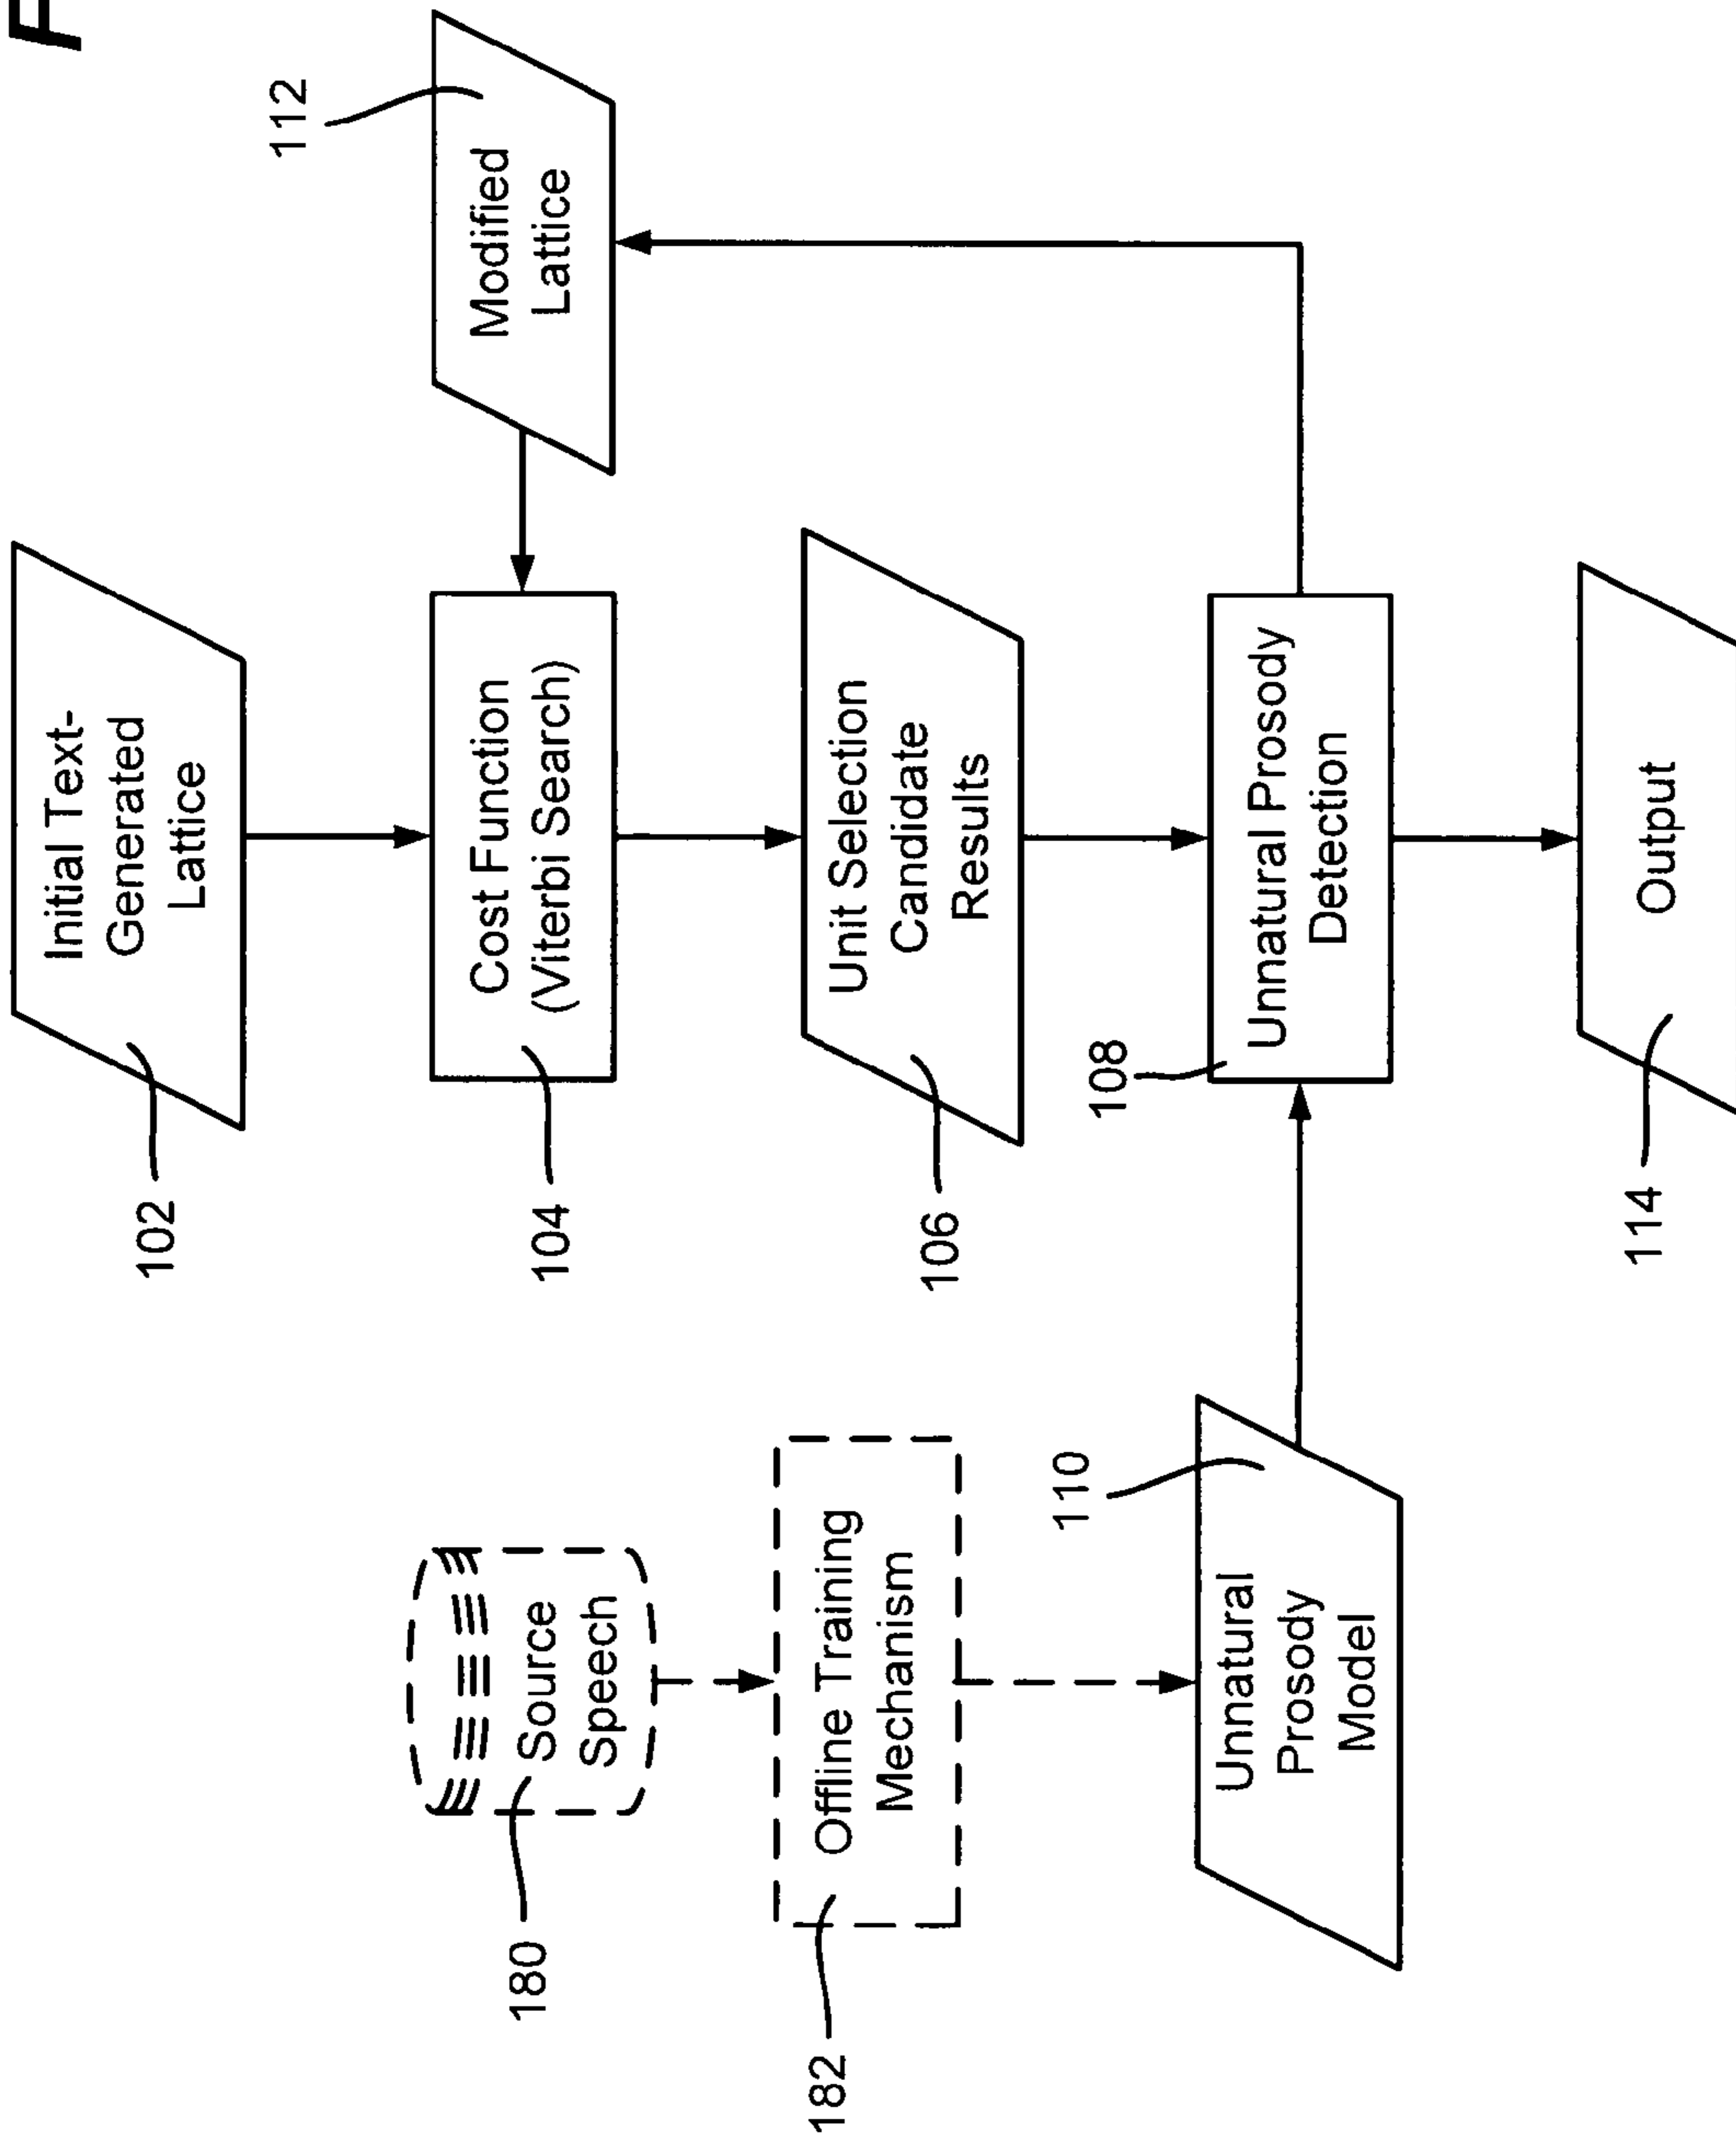 F
Initial Text-
Generated
Lattice
102
112
Modified
Lattice
Cost Function
(Viterbi Search)
104
180
Source
Speech
Unit Selection
Candidate
Results
106
182
Offline Training
Mechanism
108
Unnatural Prosody
Detection
110
Unnatural
Prosody
Model
Output
114